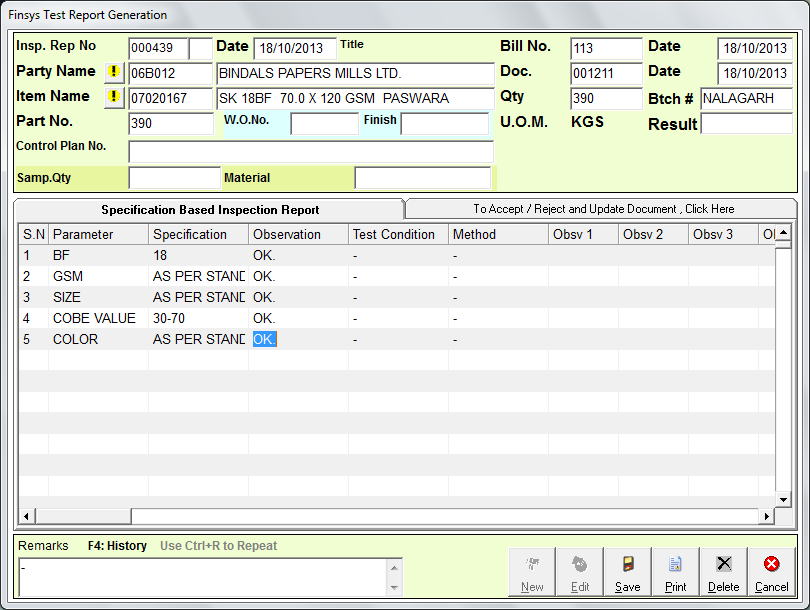 Finsys Test Report Generation
Insp. Rep No 000439 Date 18/10/2013 Title Bill No. 113 Date 18/10/2013
Party Name 06B012 BINDALS PAPERS MILLS LTD. Doc. 001211 Date 18/10/2013
Item Name 07020167 SK 18BF 70.0 X 120 GSM PASWARA Qty 390 Btch # NALAGARH
Part No. 390 W.O.No. Finish U.O.M. KGS Result
Control Plan No.
Samp.Qty Material
Specification Based Inspection Report To Accept / Reject and Update Document , Click Here
S.N Parameter Specification Observation Test Condition Method Obsv 1 Obsv 2 Obsv 3
1 BF 18 OK. - -
2 GSM AS PER STAND OK. - -
3 SIZE AS PER STAND OK. - -
4 COBE VALUE 30-70 OK. - -
5 COLOR AS PER STAND OK. - -
Remarks F4: History Use Ctrl+R to Repeat
-
New Edit Save Print Delete Cancel